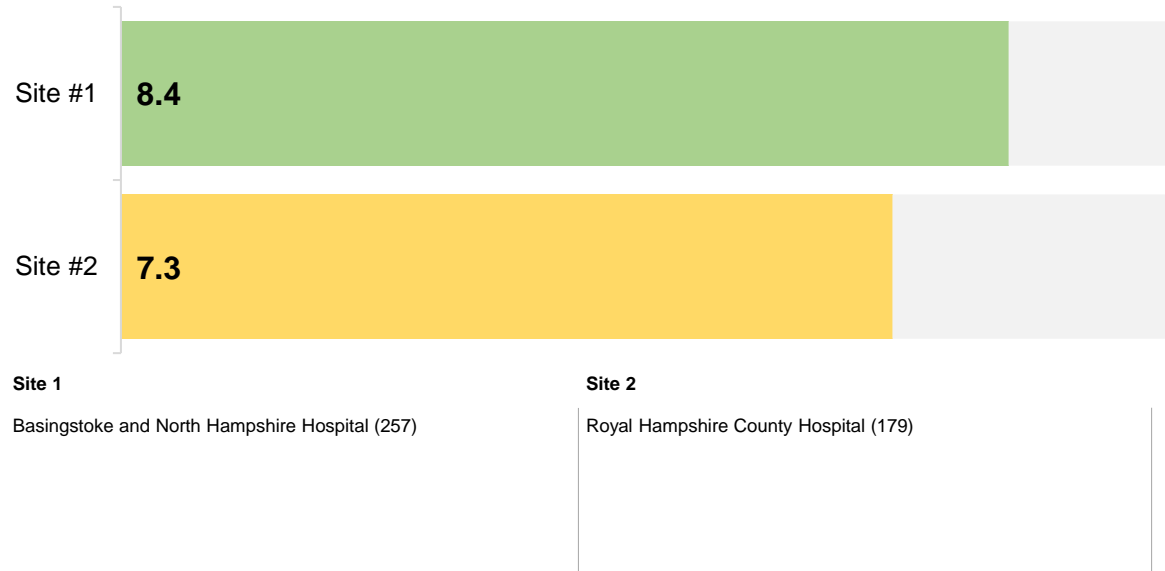 Site #1
8.4
Site #2
7.3
Site 1
Site 2
Basingstoke and North Hampshire Hospital (257)
Royal Hampshire County Hospital (179)